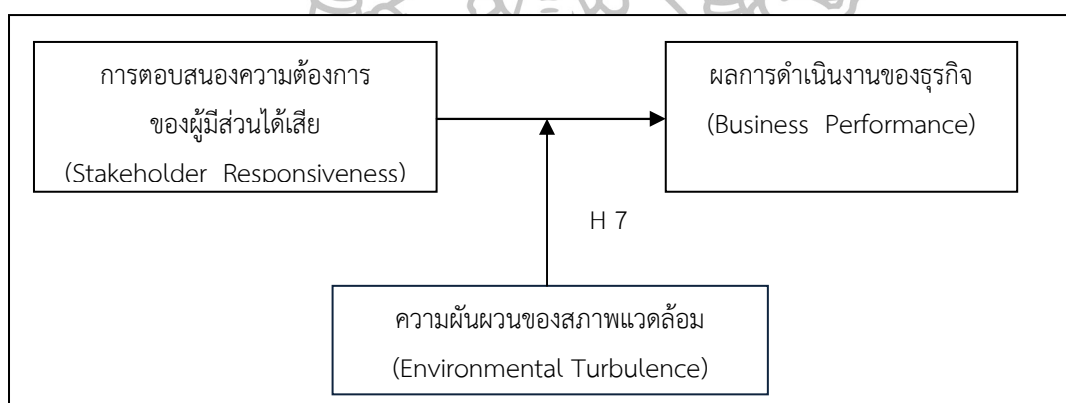 การตอบสนองความต้องการ
ของผู้มีส่วนได้เสีย
(Stakeholder Responsiveness)
ผลการดำเนินงานของธุรกิจ
(Business Performance)
H 7
ความผันผวนของสภาพแวดล้อม
(Environmental Turbulence)